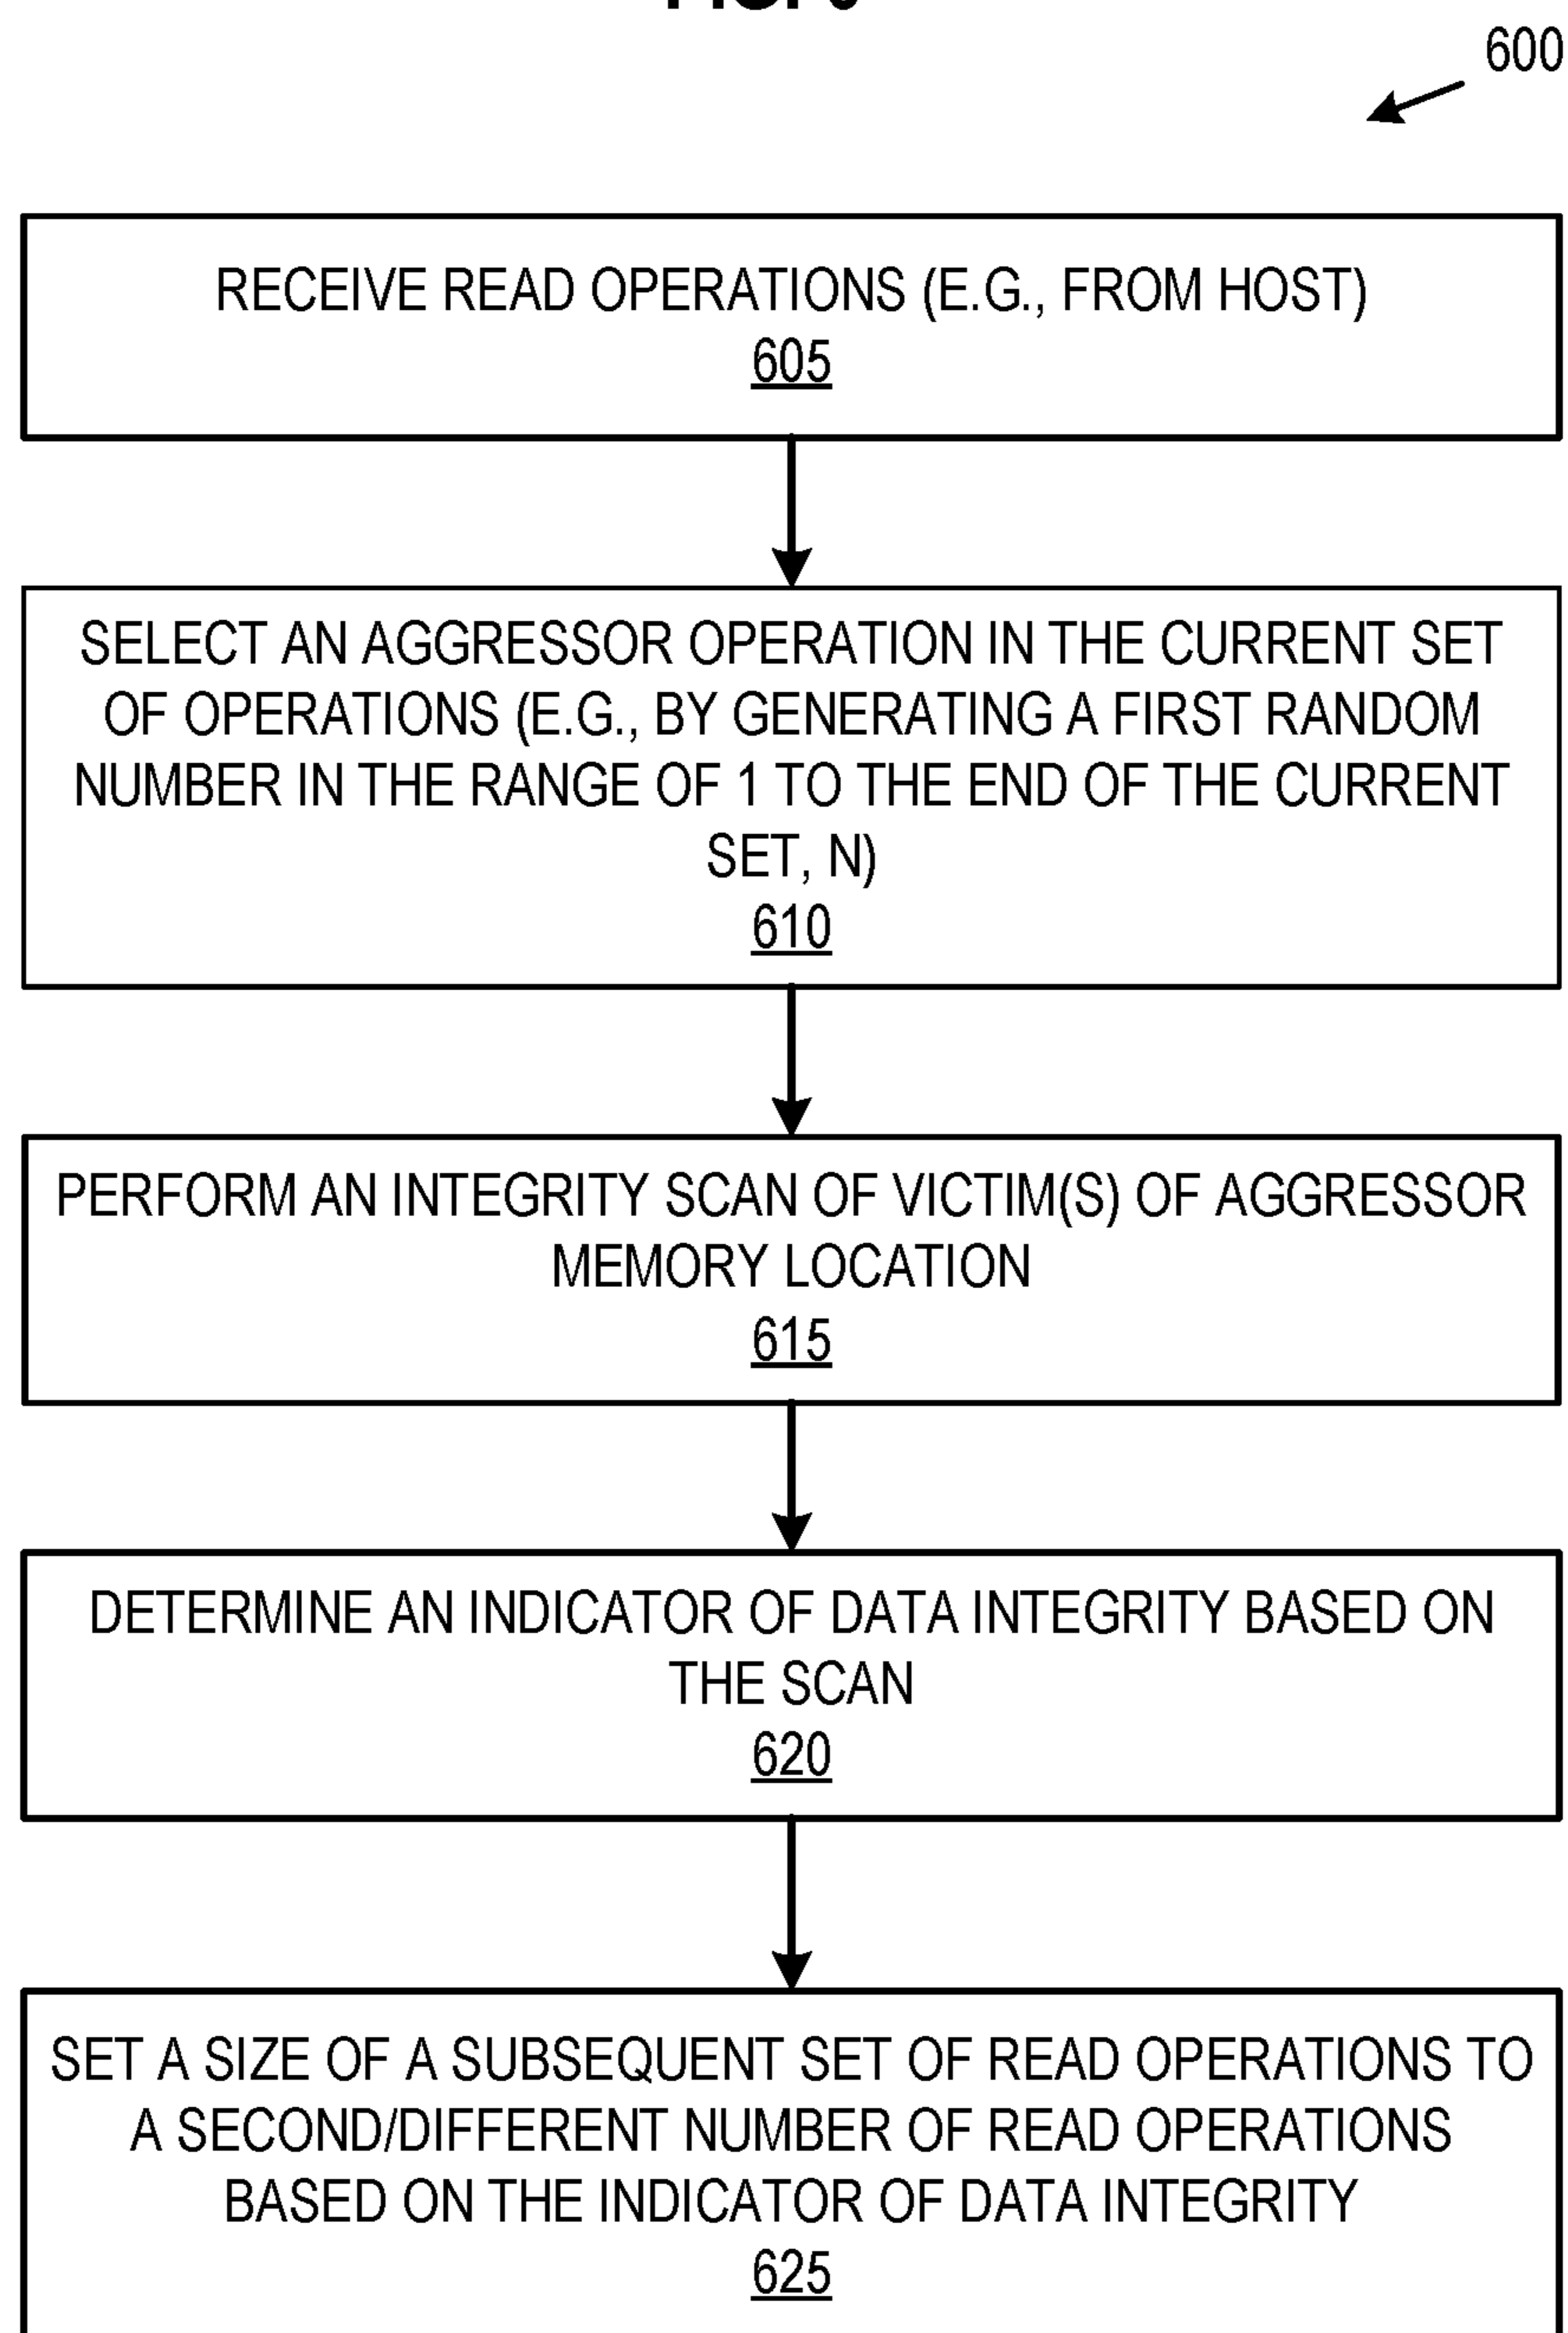 600
RECEIVE READ OPERATIONS (E.G., FROM HOST)
605
SELECT AN AGGRESSOR OPERATION IN THE CURRENT SET
OF OPERATIONS (E.G., BY GENERATING A FIRST RANDOM
NUMBER IN THE RANGE OF 1 TO THE END OF THE CURRENT
SET, N)
610
PERFORM AN INTEGRITY SCAN OF VICTIM(S) OF AGGRESSOR
MEMORY LOCATION
615
DETERMINE AN INDICATOR OF DATA INTEGRITY BASED ON
THE SCAN
620
SET A SIZE OF A SUBSEQUENT SET OF READ OPERATIONS TO
A SECOND/DIFFERENT NUMBER OF READ OPERATIONS
BASED ON THE INDICATOR OF DATA INTEGRITY
625